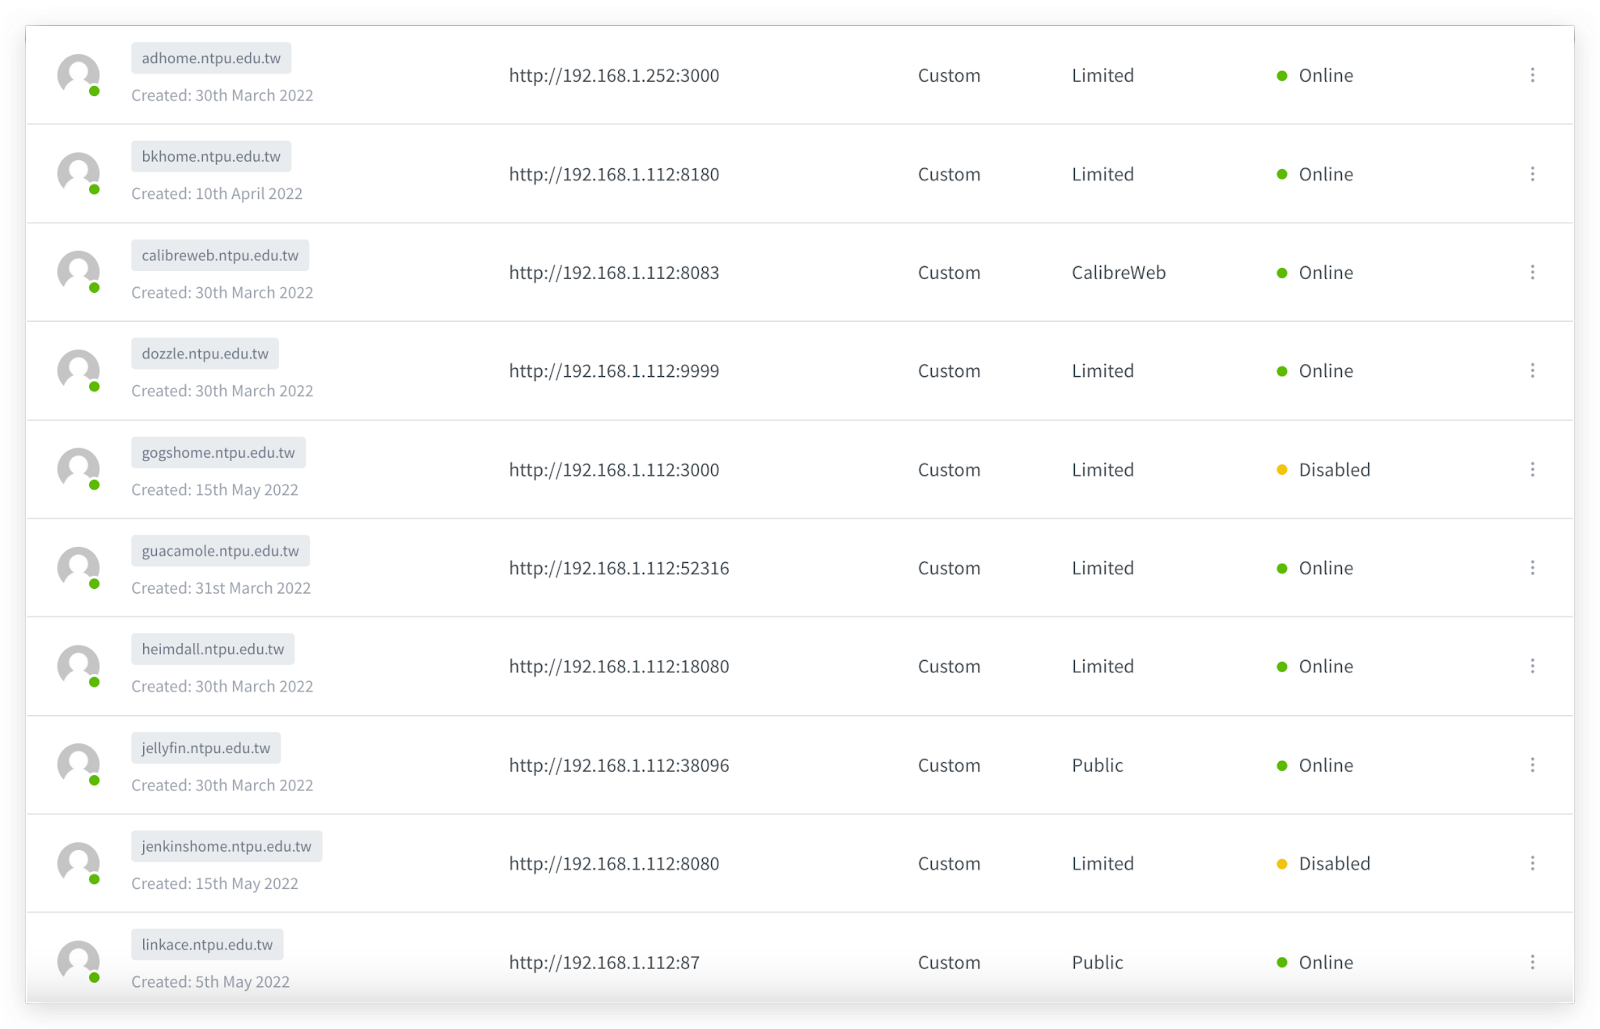 adhome.ntpu.edu.tw
Created: 30th March 2022
http://192.168.1.252:3000 Custom Limited Online
bkhome.ntpu.edu.tw
Created: 10th April 2022
http://192.168.1.112:8180 Custom Limited Online
calibreweb.ntpu.edu.tw
Created: 30th March 2022
http://192.168.1.112:8083 Custom CalibreWeb Online
dozzle.ntpu.edu.tw
Created: 30th March 2022
http://192.168.1.112:9999 Custom Limited Online
gogshome.ntpu.edu.tw
Created: 15th May 2022
http://192.168.1.112:3000 Custom Limited Disabled
guacamole.ntpu.edu.tw
Created: 31st March 2022
http://192.168.1.112:52316 Custom Limited Online
heimdall.ntpu.edu.tw
Created: 30th March 2022
http://192.168.1.112:18080 Custom Limited Online
jellyfin.ntpu.edu.tw
Created: 30th March 2022
http://192.168.1.112:38096 Custom Public Online
jenkinshome.ntpu.edu.tw
Created: 15th May 2022
http://192.168.1.112:8080 Custom Limited Disabled
linkace.ntpu.edu.tw
Created: 5th May 2022
http://192.168.1.112:87 Custom Public Online